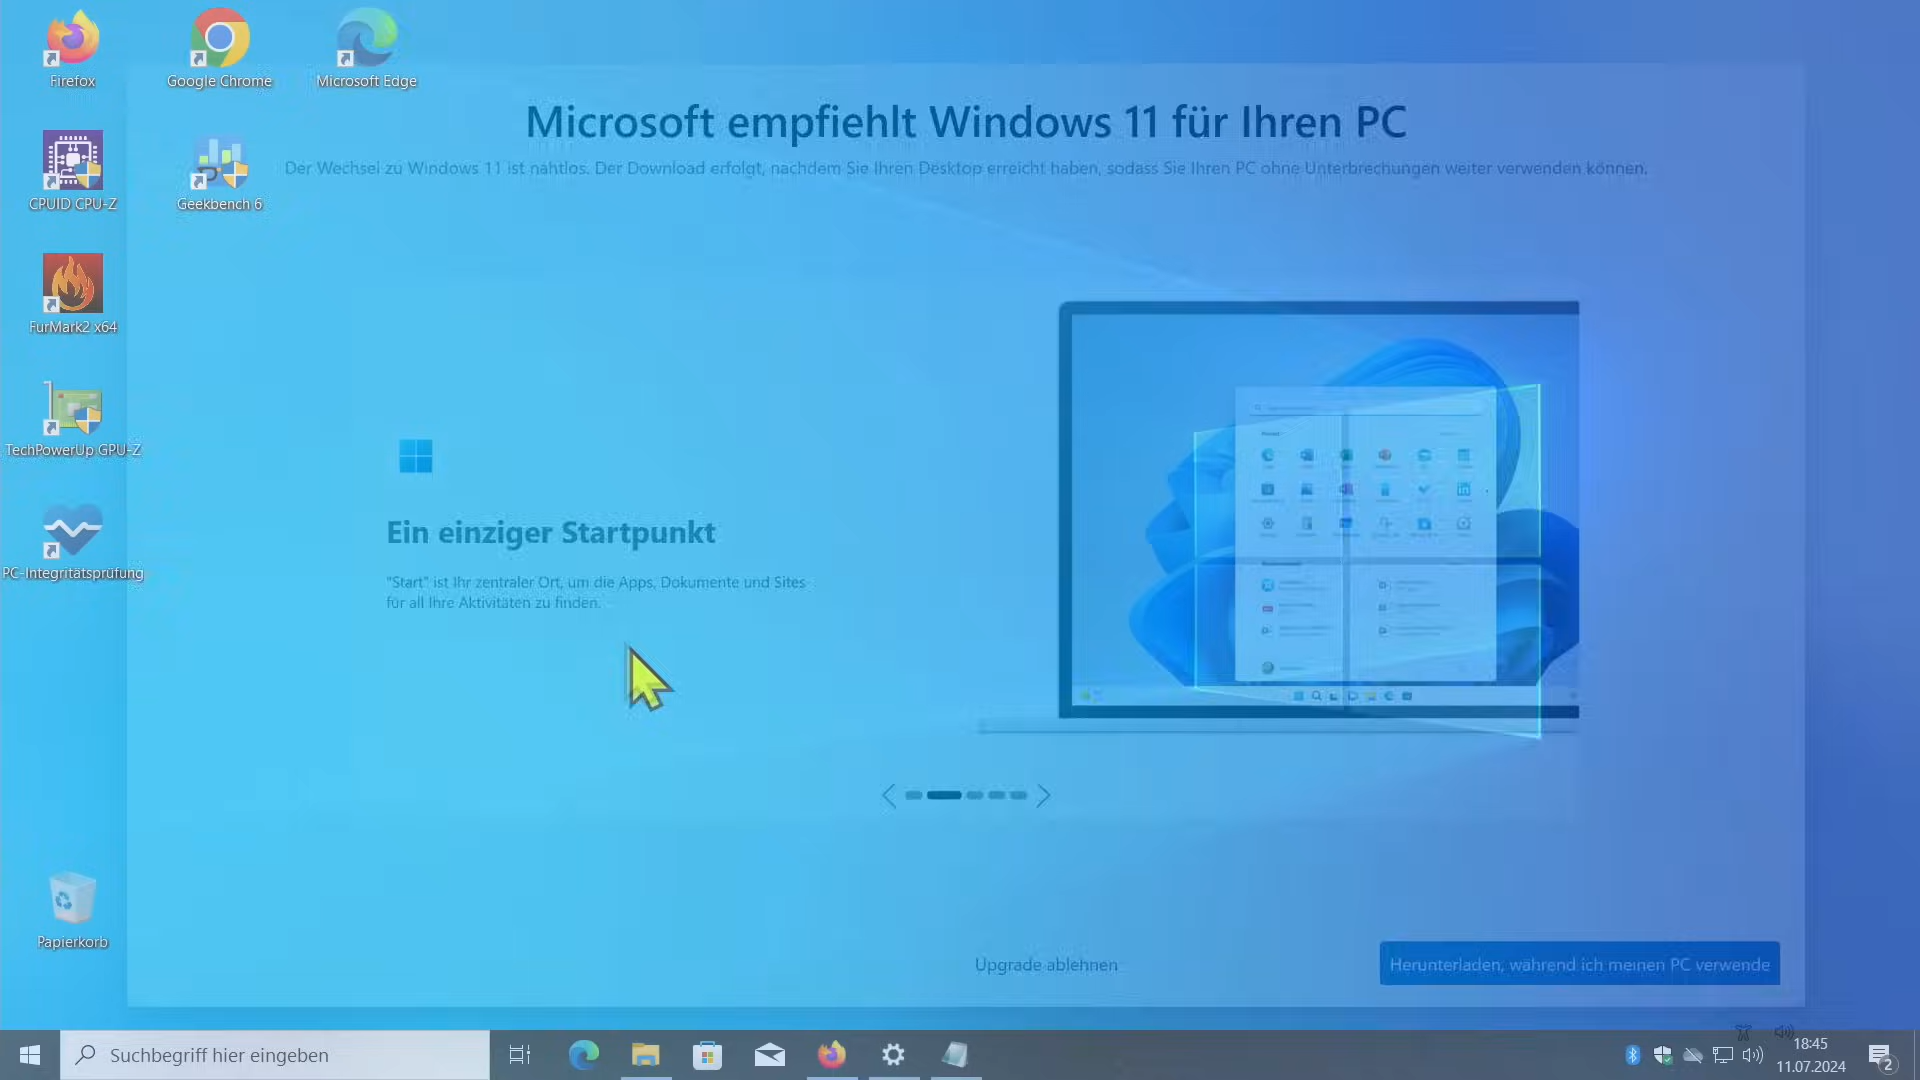 Firefox
Google Chrome
Microsoft Edge
Microsoft empfiehlt Windows 11 für Ihren PC
Der Wechsel zu Windows 11 ist nahtlos. Der Download erfolgt, nachdem Sie Ihren Desktop erreicht haben, sodass Sie Ihren PC ohne Unterbrechungen weiter verwenden können.
CPUID CPU-Z
Geekbench 6
FurMark2 x64
TechPowerUp GPU-Z
Ein einziger Startpunkt
PC-Integritätsprüfung
"Start" ist Ihr zentraler Ort, um die Apps, Dokumente und Sites
für all Ihre Aktivitäten zu finden.
Papierkorb
Upgrade ablehnen
Herunterladen, während ich meinen PC verwende
Suchbegriff hier eingeben
18:45
11.07.2024
2